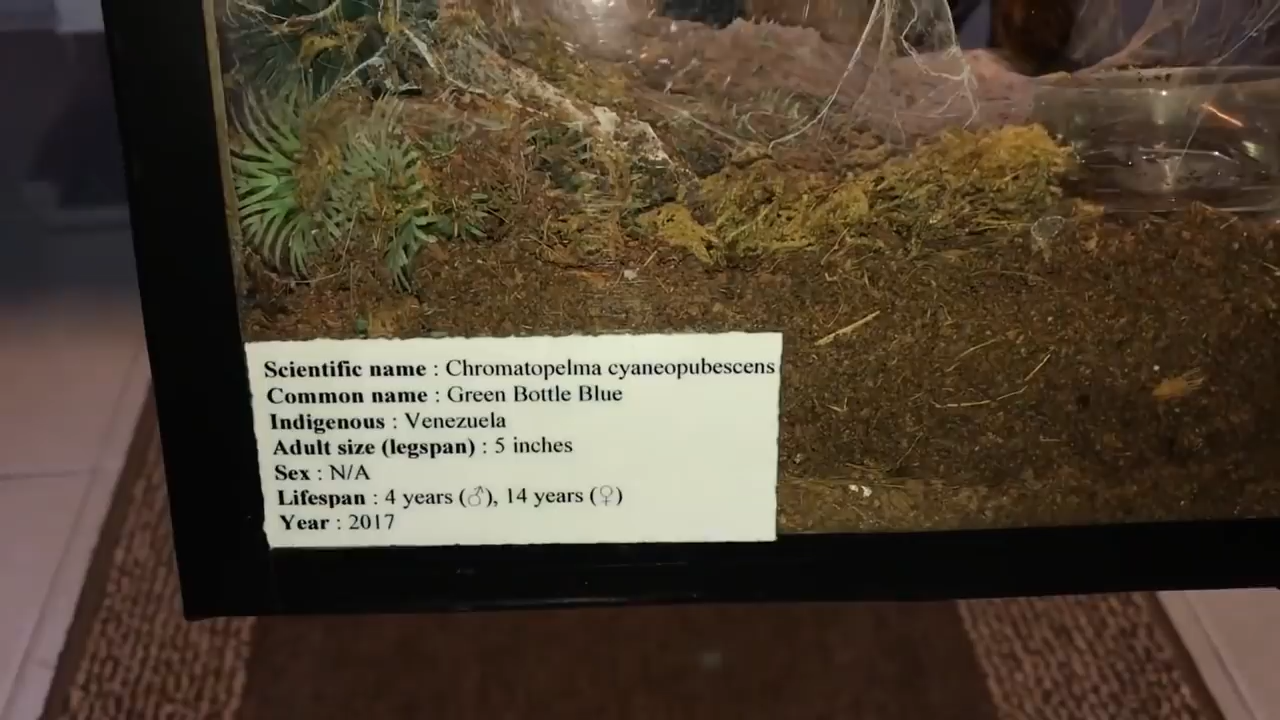 Scientific name : Chromatopelma cyaneopubescens
Common name : Green Bottle Blue
Indigenous : Venezuela
Adult size (legspan) : 5 inches
Sex : N/A
Lifespan : 4 years (♂), 14 years (♀)
Year : 2017